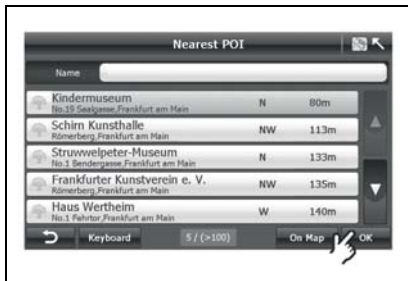 Nearest POI
Name
Kindermuseum N 80m
No.19 Saalgasse,Frankfurt am Main
Schirn Kunsthalle NW 113m
Römerberg,Frankfurt am Main
Struwwelpeter-Museum N 133m
No.1 Bendergasse,Frankfurt am Main
Frankfurter Kunstverein e. V. NW 135m
Römerberg,Frankfurt am Main
Haus Wertheim W 140m
No.1 Fahrtor,Frankfurt am Main
Keyboard 5 / (>100) On Map OK